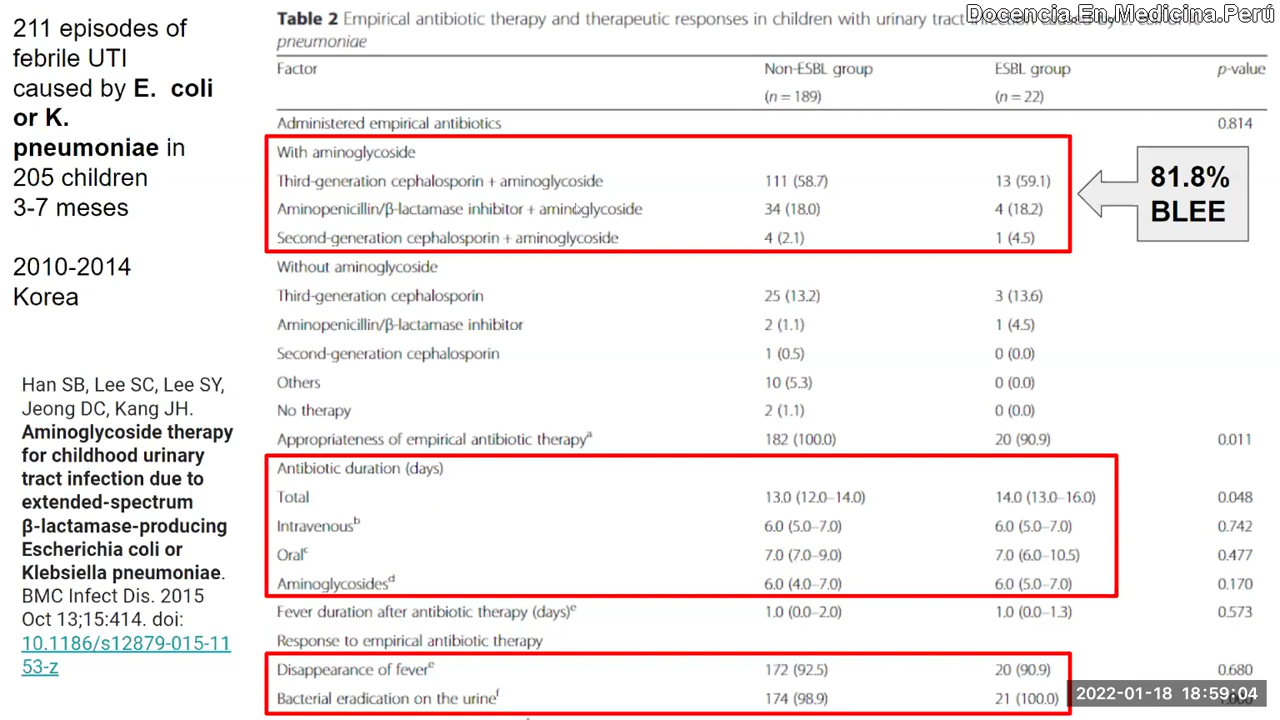 Docencia.En.Medicina.Perú
211 episodes of
febrile UTI
caused by E. coli
or K.
pneumoniae in
205 children
3-7 meses
2010-2014
Korea
Han SB, Lee SC, Lee SY,
Jeong DC, Kang JH.
Aminoglycoside therapy
for childhood urinary
tract infection due to
extended-spectrum
β-lactamase-producing
Escherichia coli or
Klebsiella pneumoniae.
BMC Infect Dis. 2015
Oct 13;15:414. doi:
10.1186/s12879-015-11
53-z
Table 2 Empirical antibiotic therapy and therapeutic responses in children with urinary tract
pneumoniae
Factor Non-ESBL group ESBL group p-value
(n = 189) (n = 22)
Administered empirical antibiotics 0.814
With aminoglycoside
Third-generation cephalosporin + aminoglycoside 111 (58.7) 13 (59.1)
Aminopenicillin/β-lactamase inhibitor + aminoglycoside 34 (18.0) 4 (18.2)
Second-generation cephalosporin + aminoglycoside 4 (2.1) 1 (4.5)
Without aminoglycoside
Third-generation cephalosporin 25 (13.2) 3 (13.6)
Aminopenicillin/β-lactamase inhibitor 2 (1.1) 1 (4.5)
Second-generation cephalosporin 1 (0.5) 0 (0.0)
Others 10 (5.3) 0 (0.0)
No therapy 2 (1.1) 0 (0.0)
Appropriateness of empirical antibiotic therapyᵃ 182 (100.0) 20 (90.9) 0.011
Antibiotic duration (days)
Total 13.0 (12.0–14.0) 14.0 (13.0–16.0) 0.048
Intravenousᵇ 6.0 (5.0–7.0) 6.0 (5.0–7.0) 0.742
Oralᶜ 7.0 (7.0–9.0) 7.0 (6.0–10.5) 0.477
Aminoglycosidesᵈ 6.0 (4.0–7.0) 6.0 (5.0–7.0) 0.170
Fever duration after antibiotic therapy (days)ᵉ 1.0 (0.0–2.0) 1.0 (0.0–1.3) 0.573
Response to empirical antibiotic therapy
Disappearance of feverᵉ 172 (92.5) 20 (90.9) 0.680
Bacterial eradication on the urineᶠ 174 (98.9) 21 (100.0)
81.8%
BLEE
2022-01-18 18:59:04